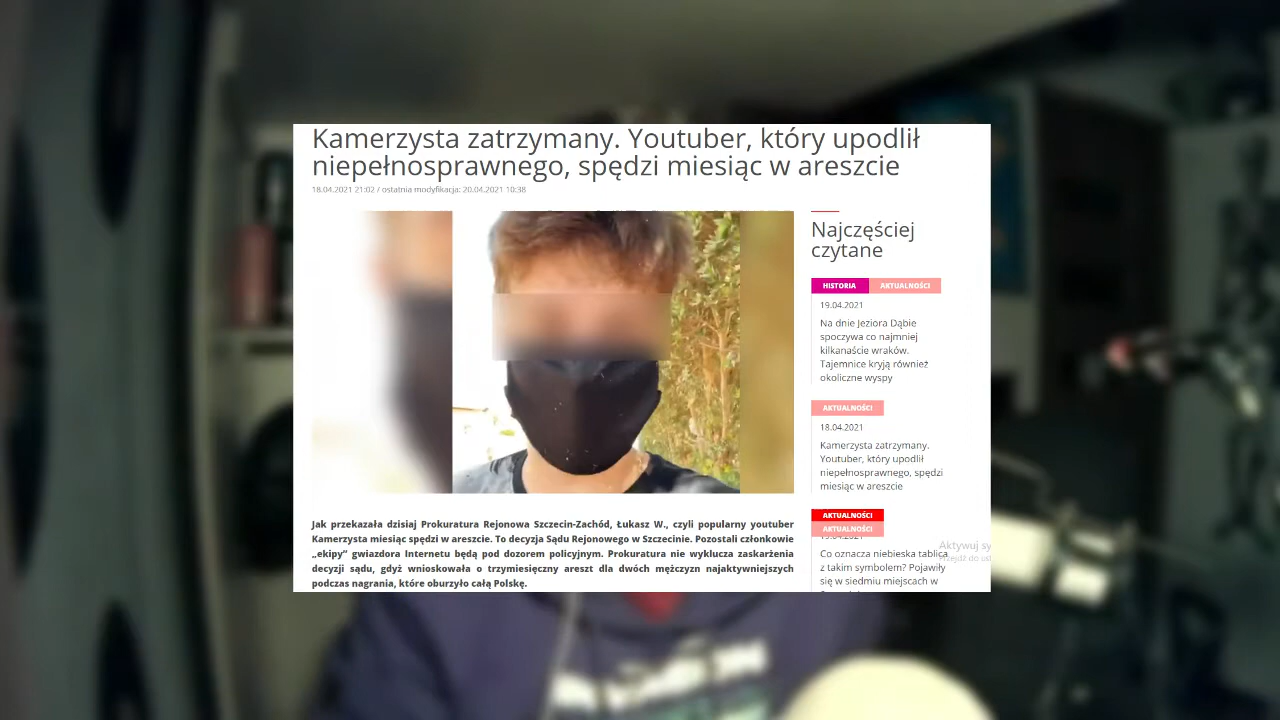 Kamerzysta zatrzymany. Youtuber, który upodlił
niepełnosprawnego, spędzi miesiąc w areszcie
18.04.2021 21:02 / ostatnia modyfikacja: 20.04.2021 10:38
Najczęściej
czytane
HISTORIA AKTUALNOŚCI
19.04.2021
Na dnie Jeziora Dąbie
spoczywa co najmniej
kilkanaście wraków.
Tajemnice kryją również
okoliczne wyspy
AKTUALNOŚCI
18.04.2021
Kamerzysta zatrzymany.
Youtuber, który upodlił
niepełnosprawnego, spędzi
miesiąc w areszcie
AKTUALNOŚCI
AKTUALNOŚCI
19.04.2021
Co oznacza niebieska tablica
z takim symbolem? Pojawiły
się w siedmiu miejscach w
Jak przekazała dzisiaj Prokuratura Rejonowa Szczecin-Zachód, Łukasz W., czyli popularny youtuber
Kamerzysta miesiąc spędzi w areszcie. To decyzja Sądu Rejonowego w Szczecinie. Pozostali członkowie
„ekipy” gwiazdora Internetu będą pod dozorem policyjnym. Prokuratura nie wyklucza zaskarżenia
decyzji sądu, gdyż wnioskowała o trzymiesięczny areszt dla dwóch mężczyzn najaktywniejszych
podczas nagrania, które oburzyło całą Polskę.
Aktywuj sy